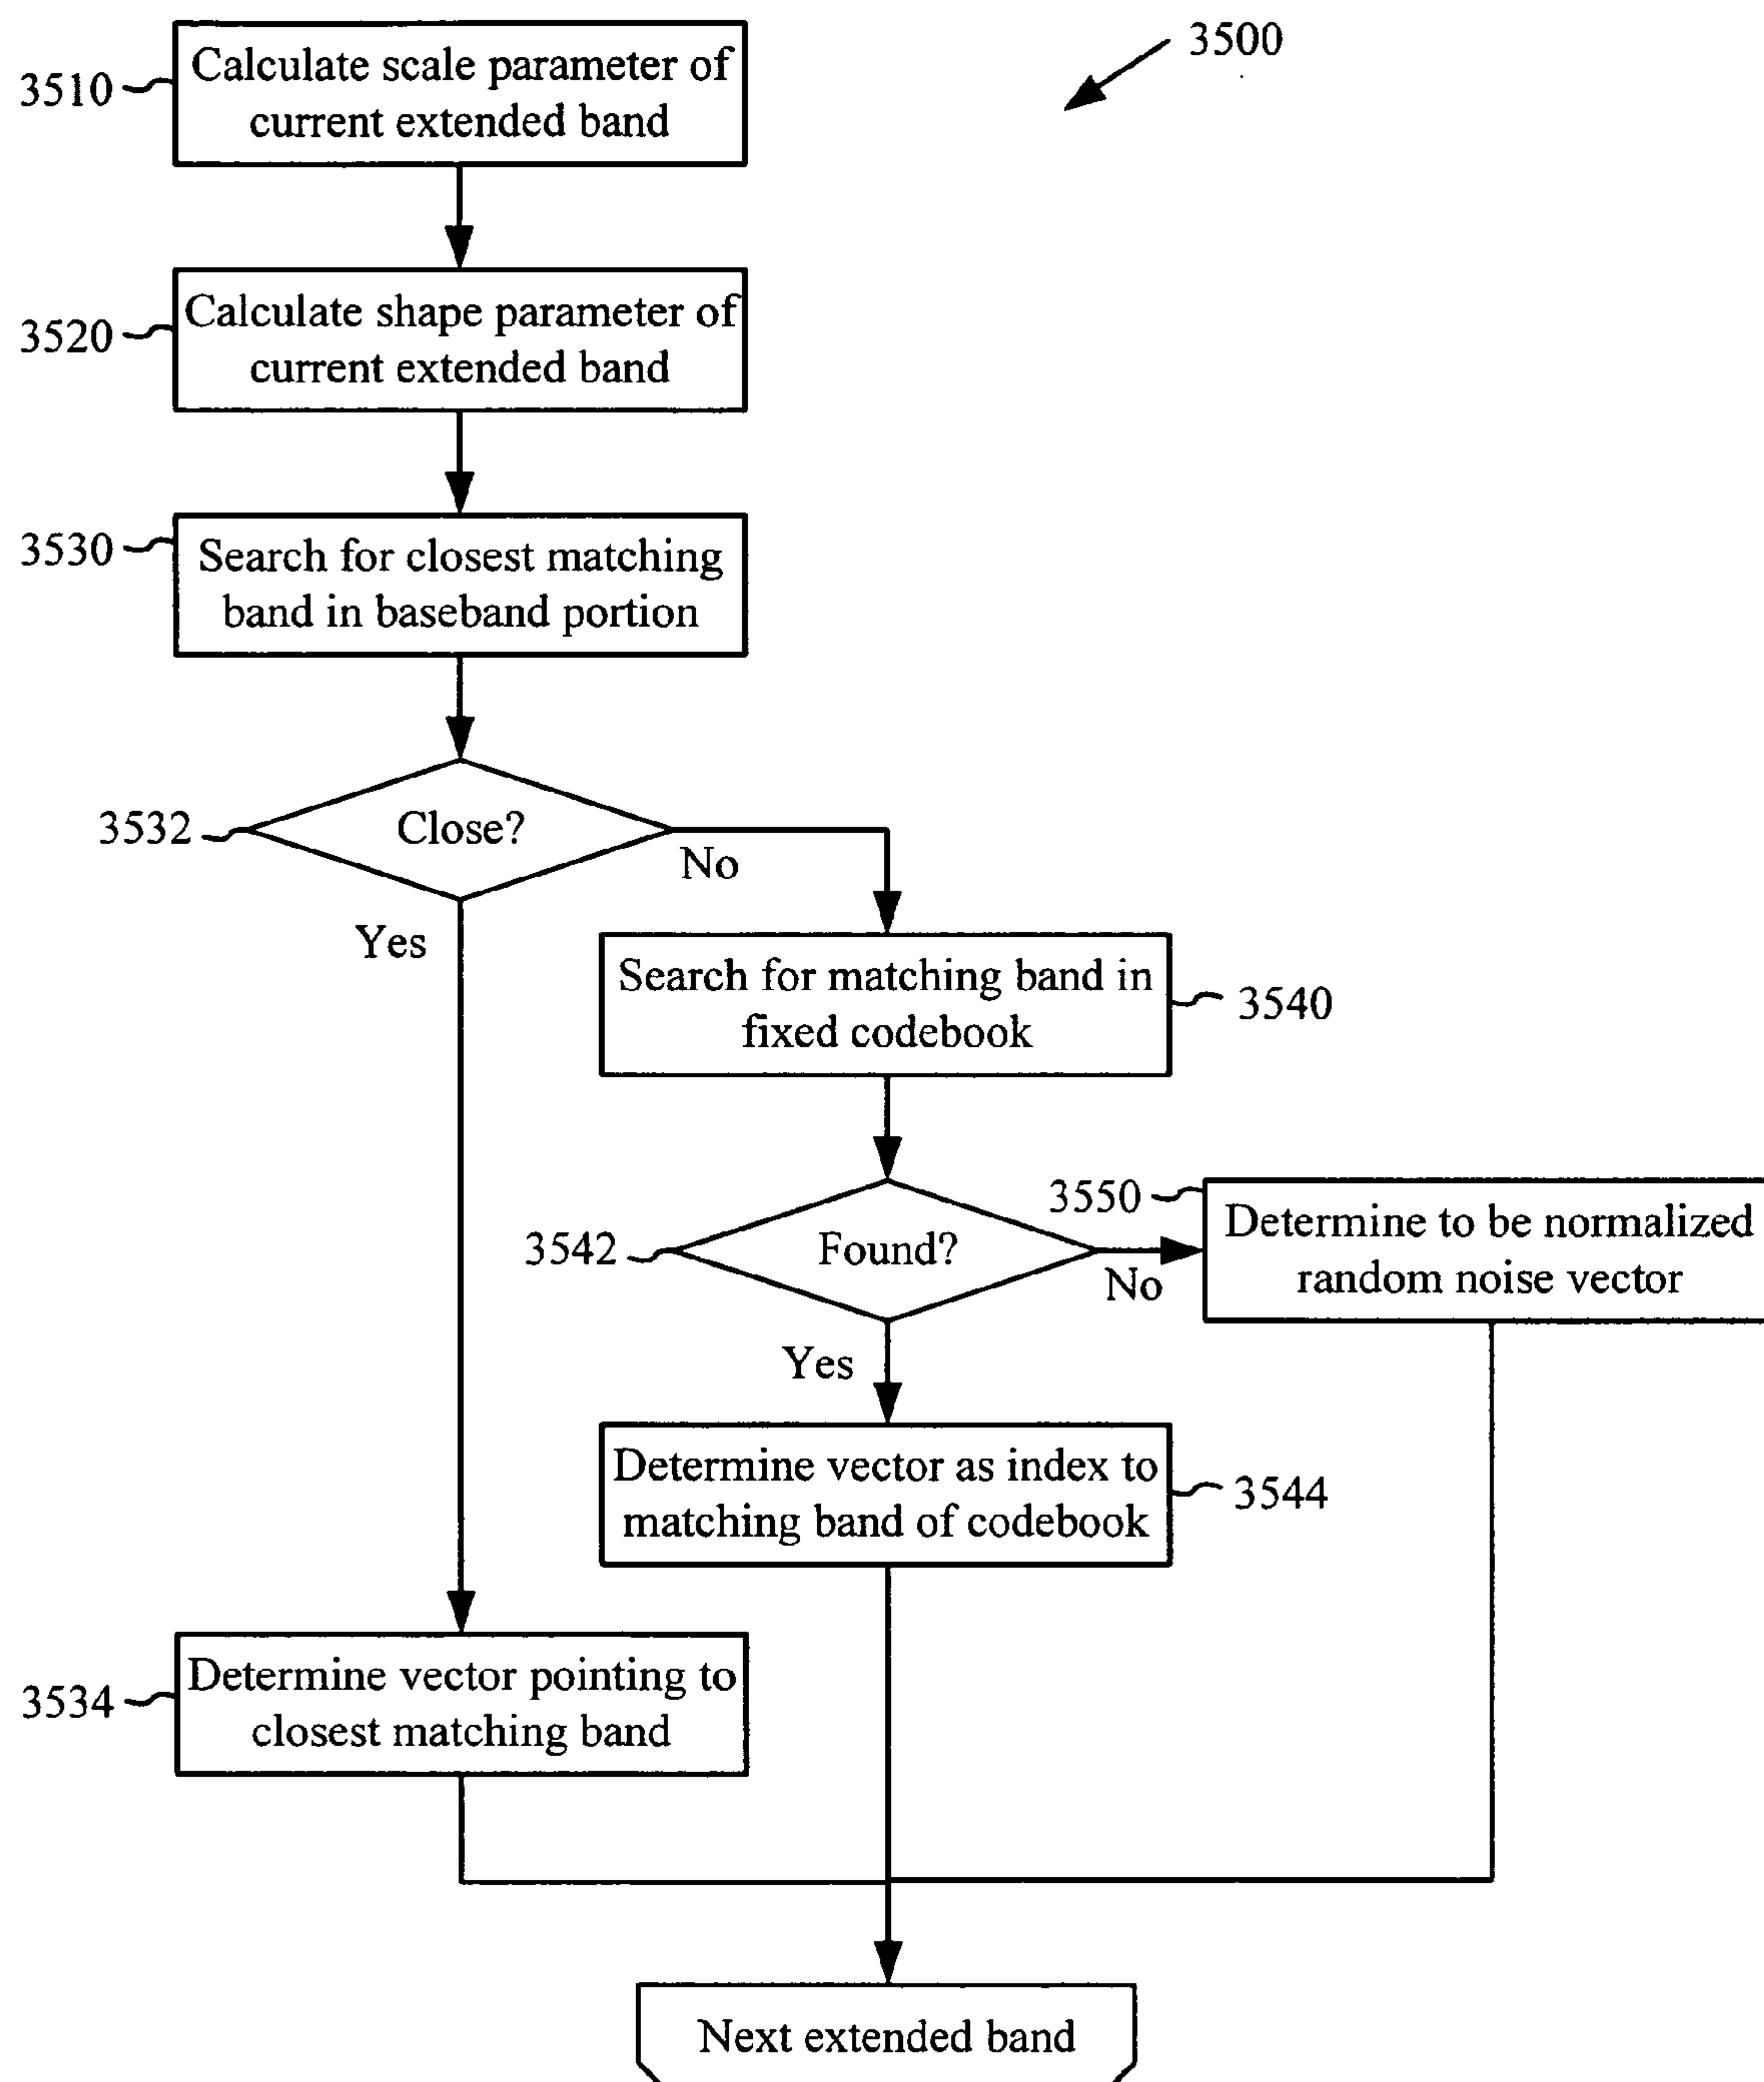 3500
3510
Calculate scale parameter of
current extended band
3520
Calculate shape parameter of
current extended band
3530
Search for closest matching
band in baseband portion
3532
Close?
No
Yes
Search for matching band in
fixed codebook
3540
3542
Found?
No
3550
Determine to be normalized
random noise vector
Yes
Determine vector as index to
matching band of codebook
3544
3534
Determine vector pointing to
closest matching band
Next extended band